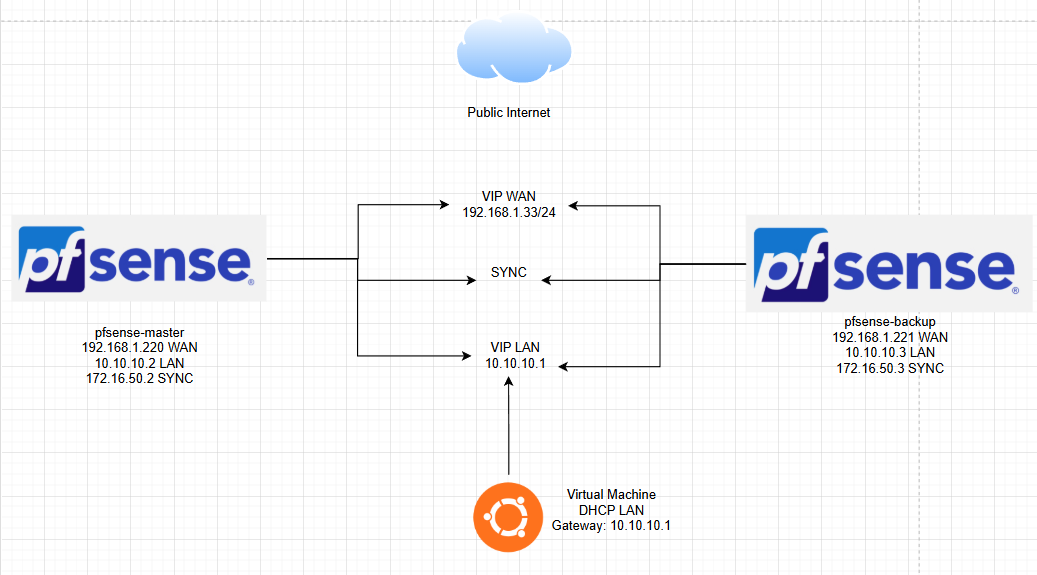 Public Internet
VIP WAN
192.168.1.33/24
pfsense®
SYNC
pfsense®
pfsense-master
192.168.1.220 WAN
10.10.10.2 LAN
172.16.50.2 SYNC
VIP LAN
10.10.10.1
pfsense-backup
192.168.1.221 WAN
10.10.10.3 LAN
172.16.50.3 SYNC
Virtual Machine
DHCP LAN
Gateway: 10.10.10.1